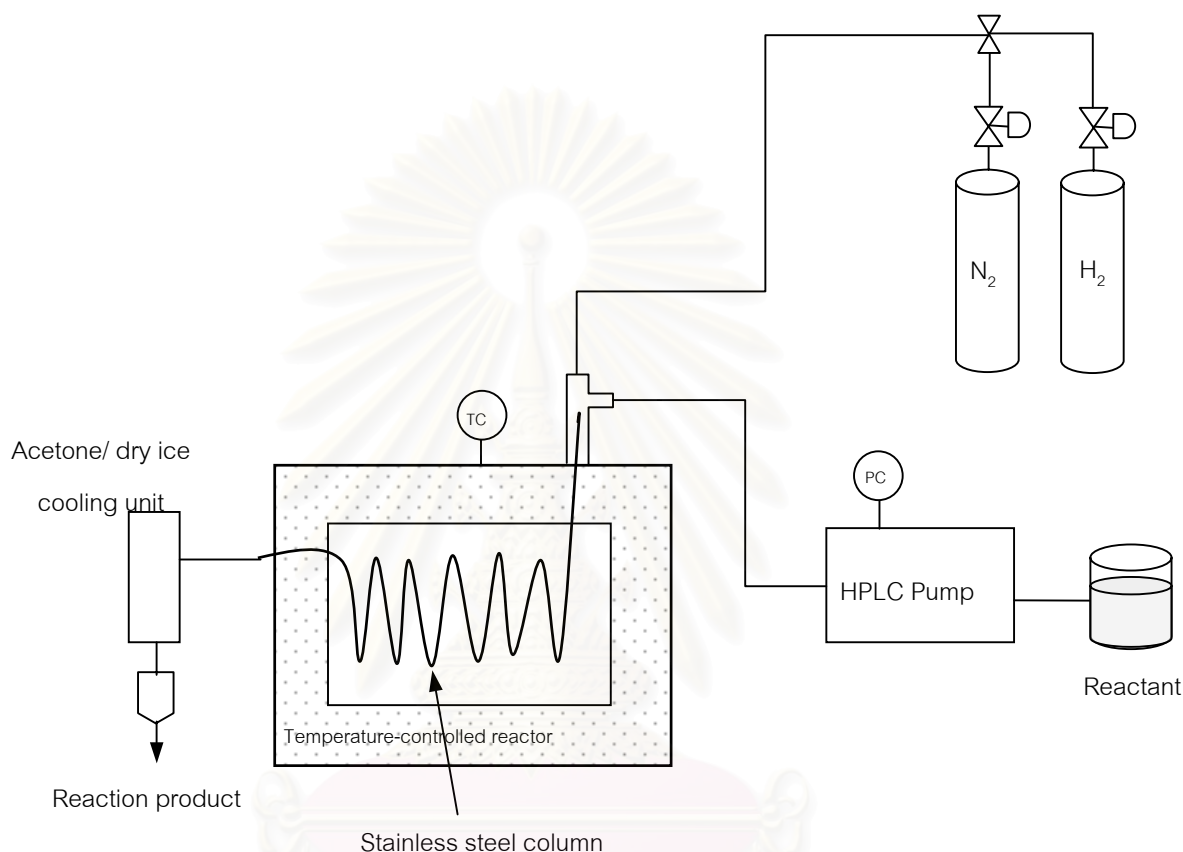 N2
H2
TC
Acetone/ dry ice
cooling unit
PC
HPLC Pump
Reactant
Temperature-controlled reactor
Reaction product
Stainless steel column